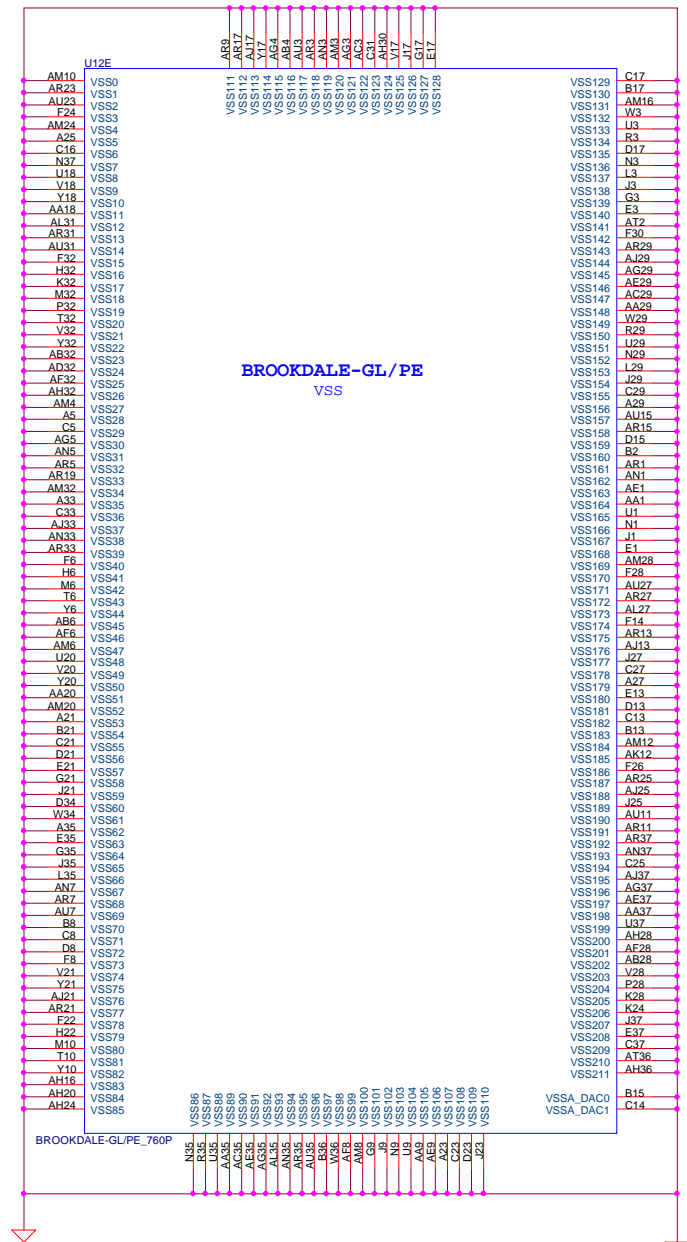 AR9 VSS111
AR17 VSS112
AJ17 VSS113
Y17 VSS114
AG4 VSS115
AB4 VSS116
AU3 VSS117
AR3 VSS118
AN3 VSS119
AM3 VSS120
AG3 VSS121
AC3 VSS122
C31 VSS123
AH30 VSS124
V17 VSS125
J17 VSS126
G17 VSS127
E17 VSS128
U12E
AM10 VSS0
AR23 VSS1
AU23 VSS2
F24 VSS3
AM24 VSS4
A25 VSS5
C16 VSS6
N37 VSS7
U18 VSS8
V18 VSS9
Y18 VSS10
AA18 VSS11
AL31 VSS12
AR31 VSS13
AU31 VSS14
F32 VSS15
H32 VSS16
K32 VSS17
M32 VSS18
P32 VSS19
T32 VSS20
V32 VSS21
Y32 VSS22
AB32 VSS23
AD32 VSS24
AF32 VSS25
AH32 VSS26
AM4 VSS27
A5 VSS28
C5 VSS29
AG5 VSS30
AN5 VSS31
AR5 VSS32
AR19 VSS33
AM32 VSS34
A33 VSS35
C33 VSS36
AJ33 VSS37
AN33 VSS38
AR33 VSS39
F6 VSS40
H6 VSS41
M6 VSS42
T6 VSS43
Y6 VSS44
AB6 VSS45
AF6 VSS46
AM6 VSS47
U20 VSS48
V20 VSS49
Y20 VSS50
AA20 VSS51
AM20 VSS52
A21 VSS53
B21 VSS54
C21 VSS55
D21 VSS56
E21 VSS57
G21 VSS58
J21 VSS59
D34 VSS60
W34 VSS61
A35 VSS62
E35 VSS63
G35 VSS64
J35 VSS65
L35 VSS66
AN7 VSS67
AR7 VSS68
AU7 VSS69
B8 VSS70
C8 VSS71
D8 VSS72
F8 VSS73
V21 VSS74
Y21 VSS75
AJ21 VSS76
AR21 VSS77
F22 VSS78
H22 VSS79
M10 VSS80
T10 VSS81
Y10 VSS82
AH16 VSS83
AH20 VSS84
AH24 VSS85
BROOKDALE-GL/PE
VSS
VSS129 C17
VSS130 B17
VSS131 AM16
VSS132 W3
VSS133 U3
VSS134 R3
VSS135 D17
VSS136 N3
VSS137 L3
VSS138 J3
VSS139 G3
VSS140 E3
VSS141 AT2
VSS142 F30
VSS143 AR29
VSS144 AJ29
VSS145 AG29
VSS146 AE29
VSS147 AC29
VSS148 AA29
VSS149 W29
VSS150 R29
VSS151 U29
VSS152 N29
VSS153 L29
VSS154 J29
VSS155 C29
VSS156 A29
VSS157 AU15
VSS158 AR15
VSS159 D15
VSS160 B2
VSS161 AR1
VSS162 AN1
VSS163 AE1
VSS164 AA1
VSS165 U1
VSS166 N1
VSS167 J1
VSS168 E1
VSS169 AM28
VSS170 F28
VSS171 AU27
VSS172 AR27
VSS173 AL27
VSS174 F14
VSS175 AR13
VSS176 AJ13
VSS177 J27
VSS178 C27
VSS179 A27
VSS180 E13
VSS181 D13
VSS182 C13
VSS183 B13
VSS184 AM12
VSS185 AK12
VSS186 F26
VSS187 AR25
VSS188 AJ25
VSS189 J25
VSS190 AU11
VSS191 AR11
VSS192 AR37
VSS193 AN37
VSS194 C25
VSS195 AJ37
VSS196 AG37
VSS197 AE37
VSS198 AA37
VSS199 U37
VSS200 AH28
VSS201 AF28
VSS202 AB28
VSS203 V28
VSS204 P28
VSS205 K28
VSS206 K24
VSS207 J37
VSS208 E37
VSS209 C37
VSS210 AT36
VSS211 AH36
VSSA_DAC0 B15
VSSA_DAC1 C14
BROOKDALE-GL/PE_760P
N35 VSS86
R35 VSS87
U35 VSS88
AA35 VSS89
AC35 VSS90
AE35 VSS91
AG35 VSS92
AL35 VSS93
AN35 VSS94
AR35 VSS95
AU35 VSS96
B36 VSS97
W36 VSS98
AF8 VSS99
AM8 VSS100
G9 VSS101
J9 VSS102
N9 VSS103
U9 VSS104
AA9 VSS105
AE9 VSS106
A23 VSS107
C23 VSS108
D23 VSS109
J23 VSS110